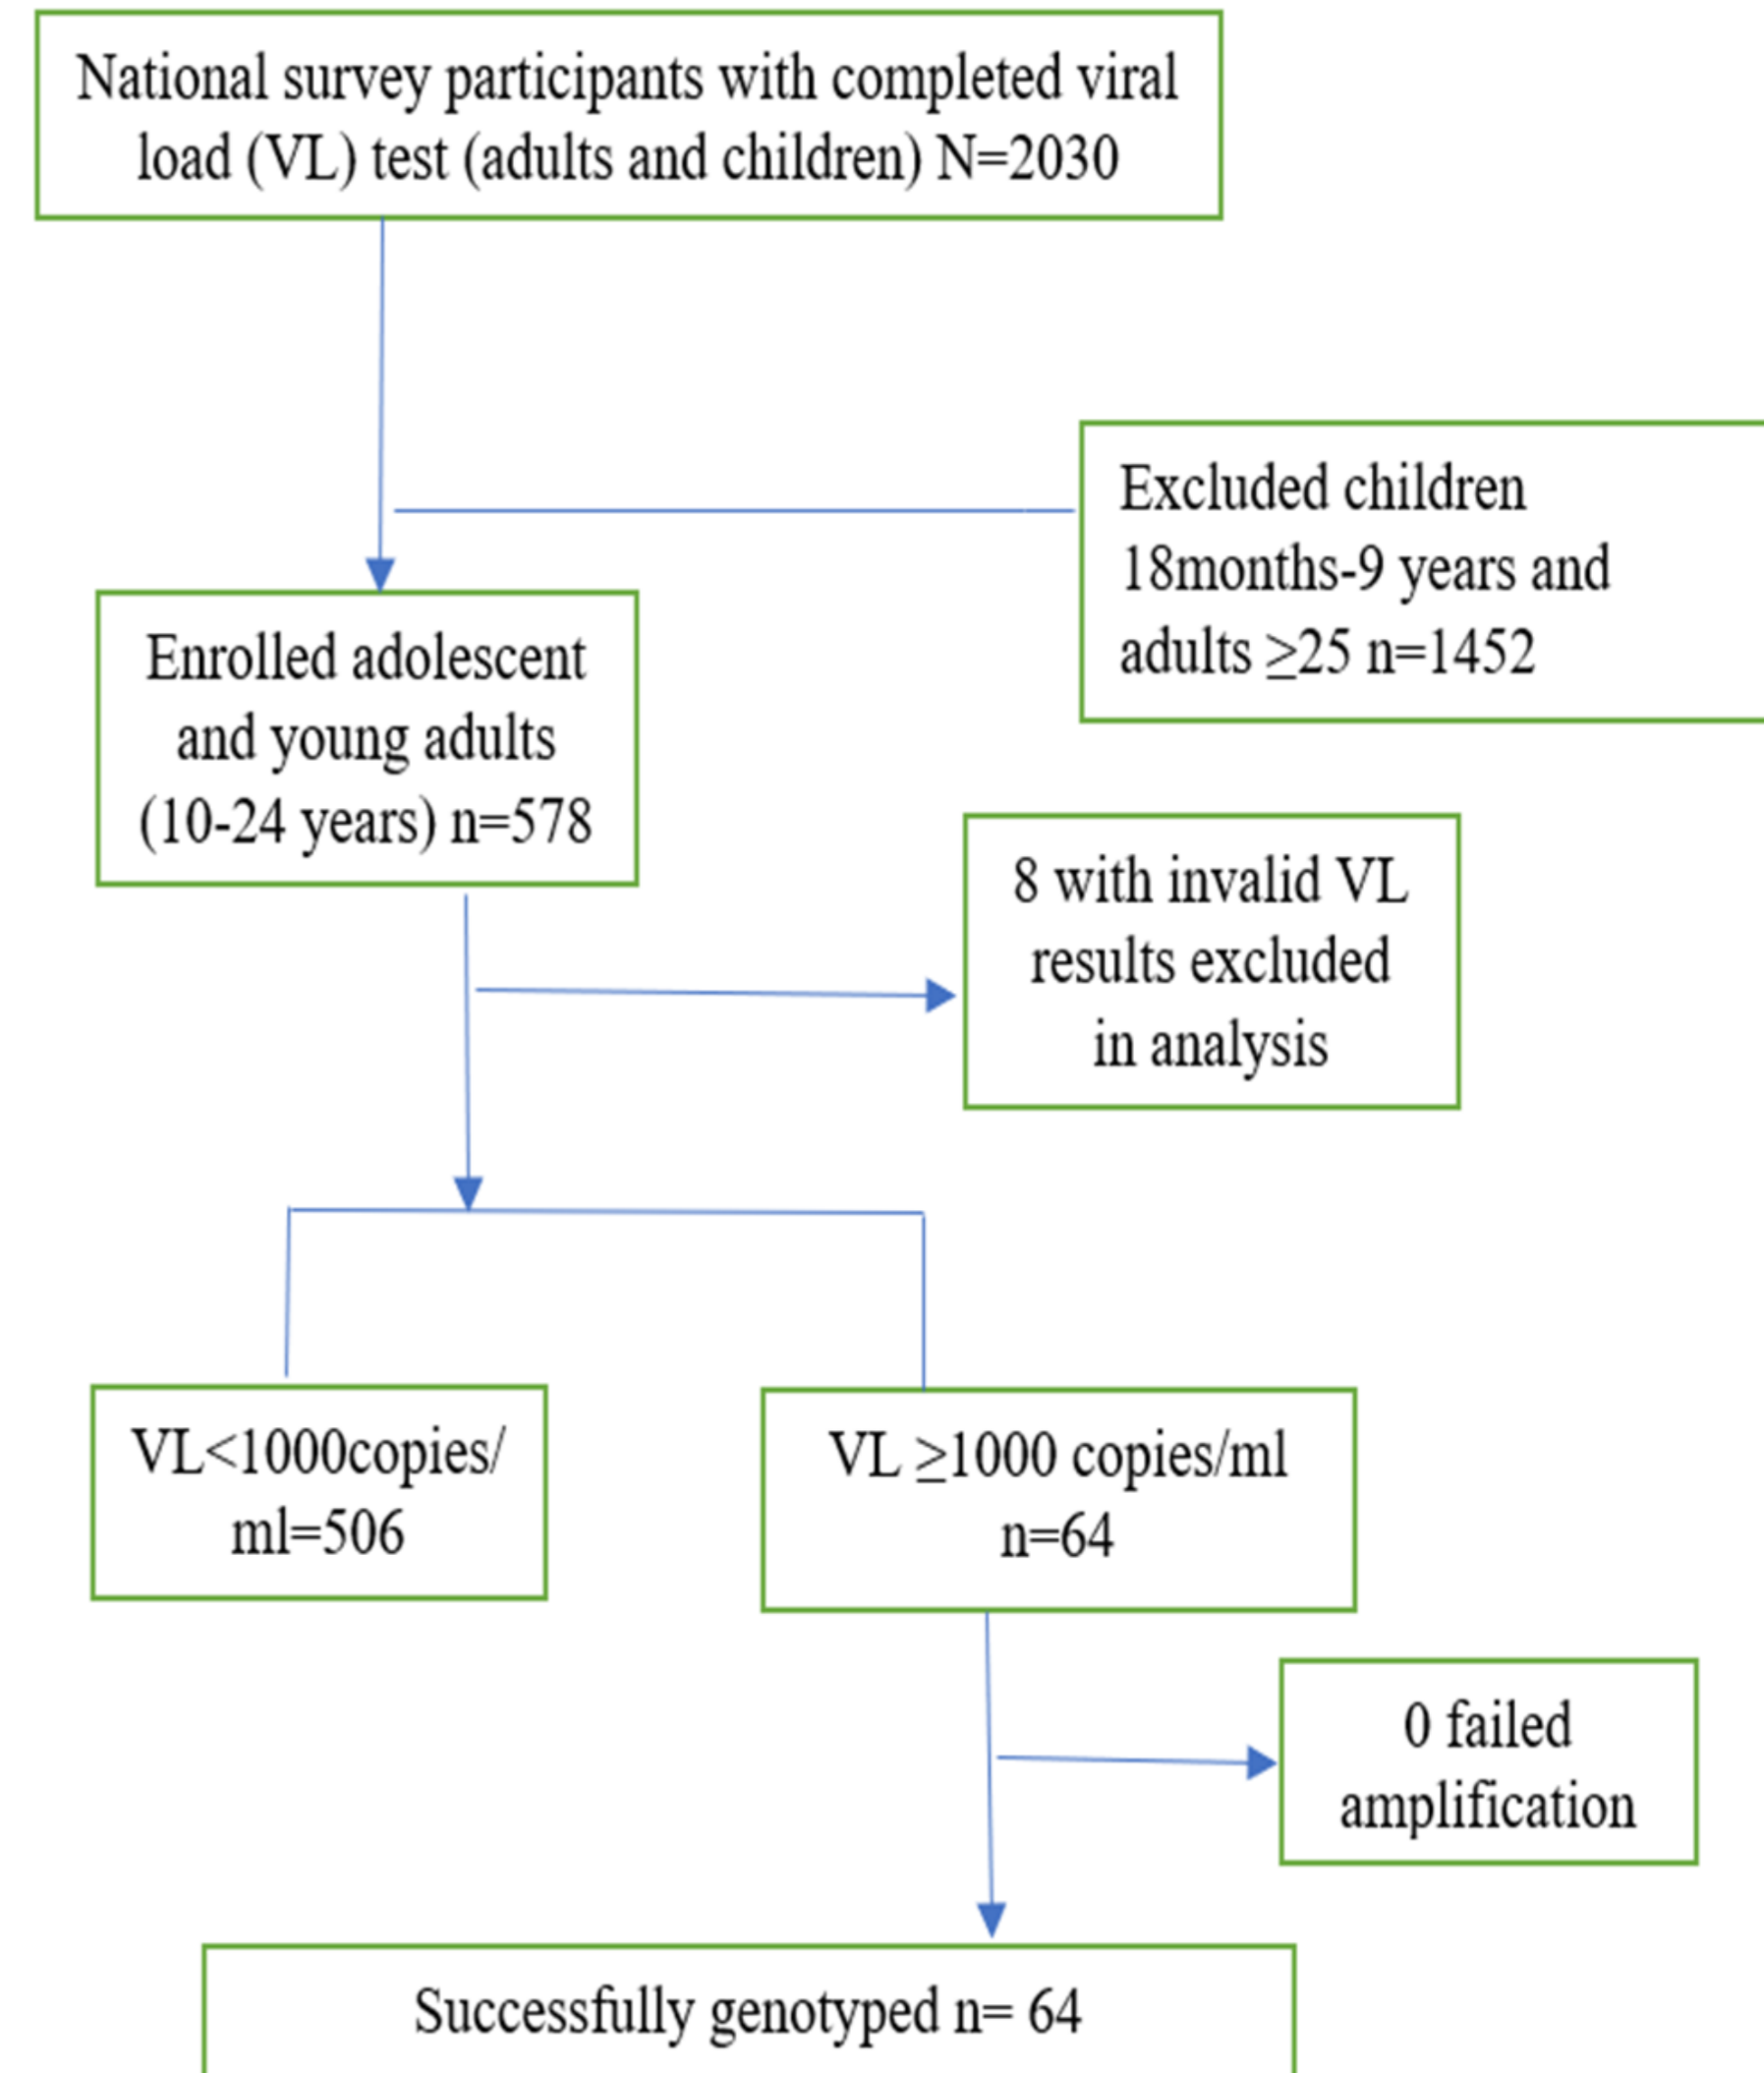 National survey participants with completed viral
load (VL) test (adults and children) N=2030
Excluded children
18months-9 years and
adults ≥25 n=1452
Enrolled adolescent
and young adults
(10-24 years) n=578
8 with invalid VL
results excluded
in analysis
VL<1000copies/
ml=506
VL ≥1000 copies/ml
n=64
0 failed
amplification
Successfully genotyped n= 64